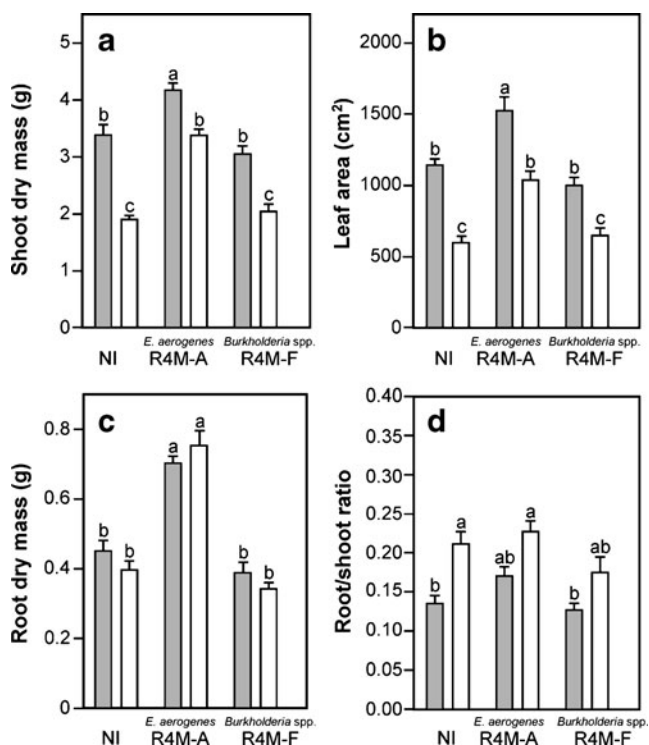 a
Shoot dry mass (g)
5
4
3
2
1
0
b
c
a
b
b
c
E. aerogenes
Burkholderia spp.
NI
R4M-A
R4M-F
b
Leaf area (cm²)
2000
1500
1000
500
0
b
c
a
b
b
c
E. aerogenes
Burkholderia spp.
NI
R4M-A
R4M-F
c
Root dry mass (g)
0.8
0.6
0.4
0.2
0
b
b
a
a
b
b
E. aerogenes
Burkholderia spp.
NI
R4M-A
R4M-F
d
Root/shoot ratio
0.40
0.35
0.30
0.25
0.20
0.15
0.10
0.05
0.00
b
a
ab
a
b
ab
E. aerogenes
Burkholderia spp.
NI
R4M-A
R4M-F